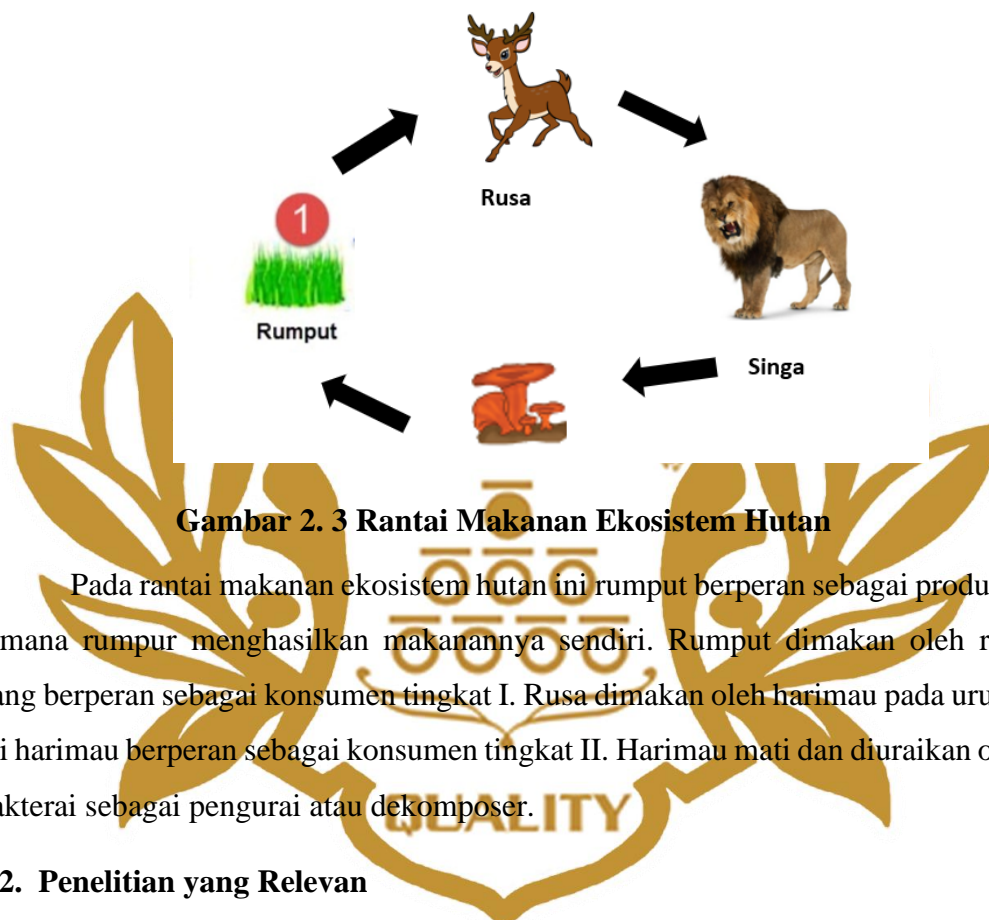 Rusa
1
Rumput
Singa
Gambar 2. 3 Rantai Makanan Ekosistem Hutan
Pada rantai makanan ekosistem hutan ini rumput berperan sebagai produ
mana rumpur menghasilkan makanannya sendiri. Rumput dimakan oleh r
ang berperan sebagai konsumen tingkat I. Rusa dimakan oleh harimau pada uru
i harimau berperan sebagai konsumen tingkat II. Harimau mati dan diuraikan o
akterai sebagai pengurai atau dekomposer.
QUALITY
2. Penelitian yang Relevan